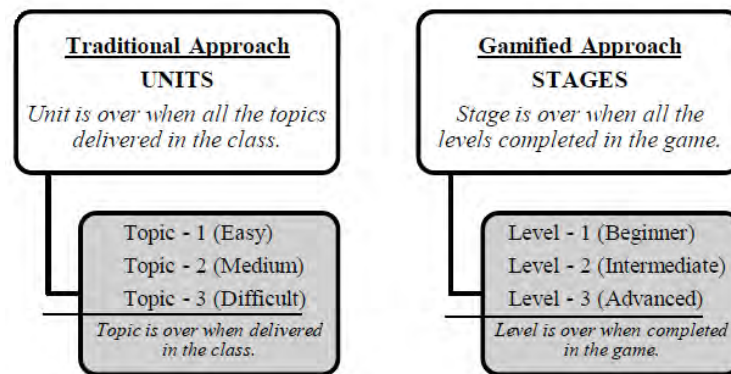 Traditional Approach
UNITS
Unit is over when all the topics
delivered in the class.
Topic - 1 (Easy)
Topic - 2 (Medium)
Topic - 3 (Difficult)
Topic is over when delivered
in the class.
Gamified Approach
STAGES
Stage is over when all the
levels completed in the game.
Level - 1 (Beginner)
Level - 2 (Intermediate)
Level - 3 (Advanced)
Level is over when completed
in the game.